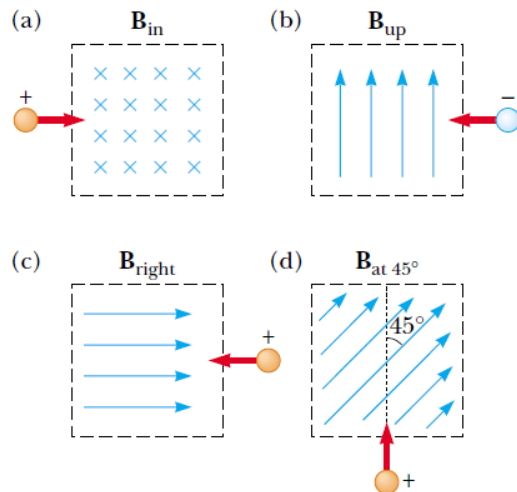 (a) B_in
+
(b) B_up
−
(c) B_right
+
(d) B_at 45°
45°
+